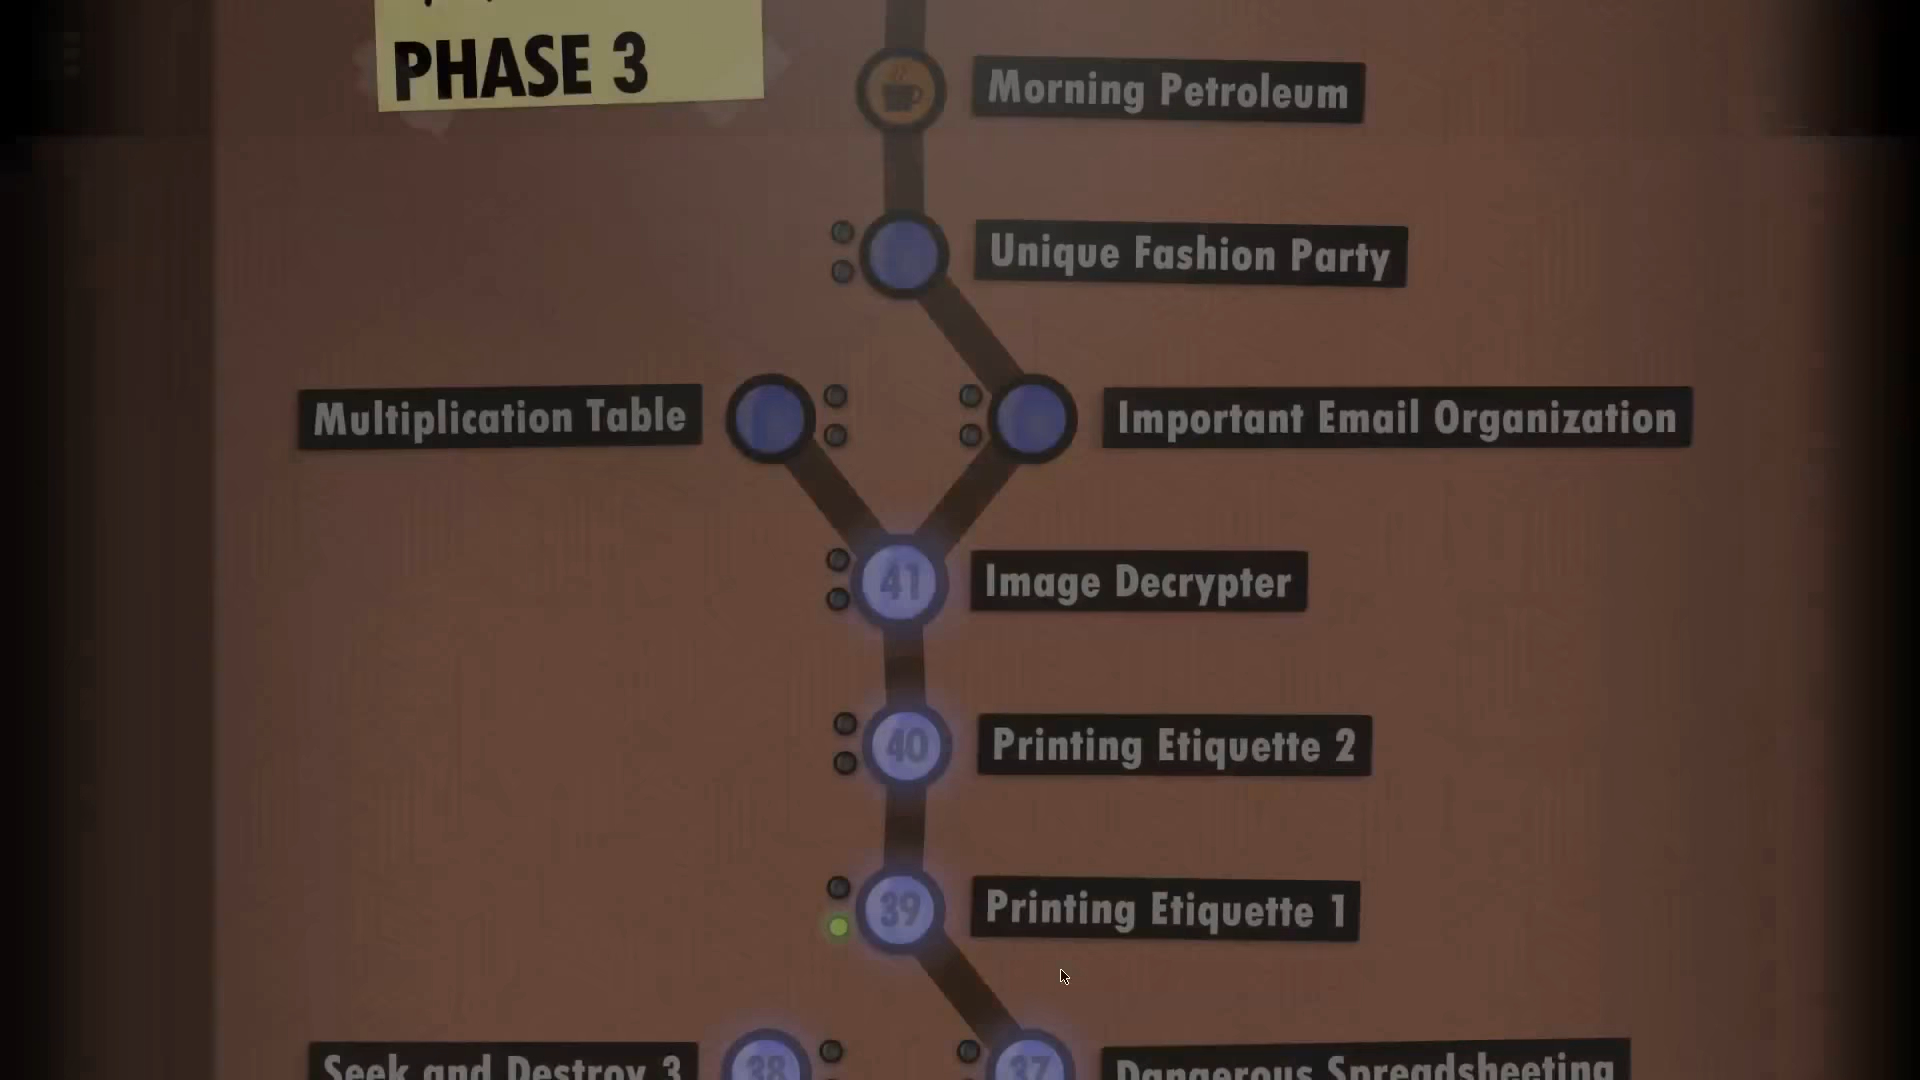 PHASE 3
Morning Petroleum
Unique Fashion Party
Multiplication Table
Important Email Organization
41 Image Decrypter
40 Printing Etiquette 2
39 Printing Etiquette 1
Seek and Destroy 3 38
37 Dangerous Spreadsheeting